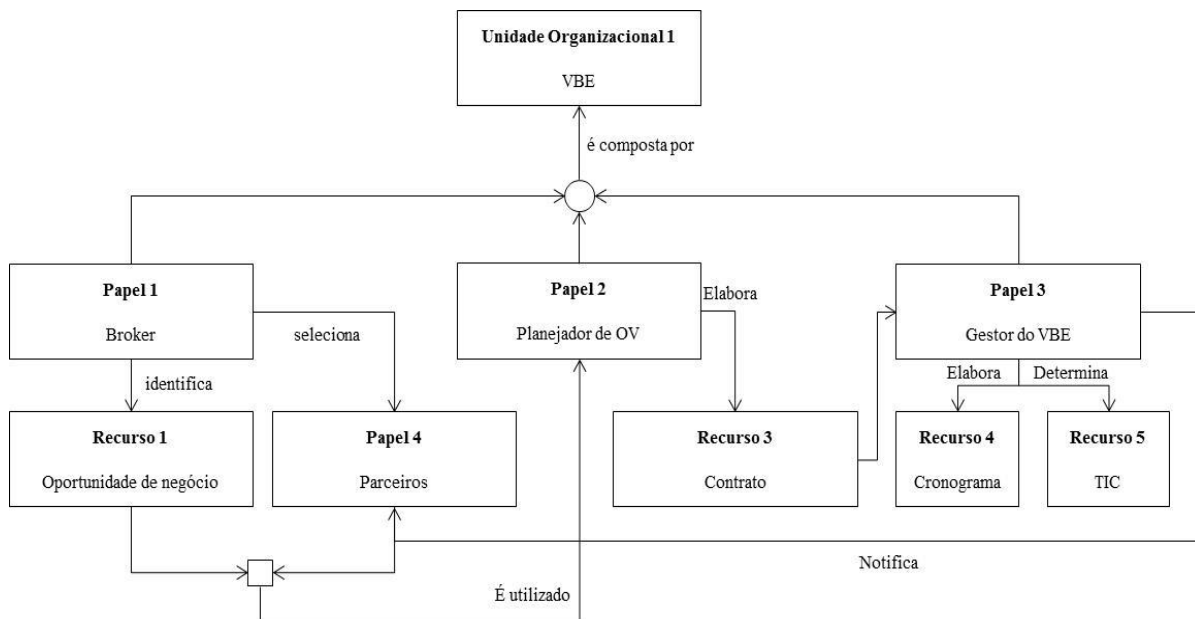 Unidade Organizacional 1
VBE
é composta por
Papel 1
Broker
Papel 2
Planejador de OV
Elabora
Papel 3
Gestor do VBE
seleciona
identifica
Elabora
Determina
Recurso 1
Oportunidade de negócio
Papel 4
Parceiros
Recurso 3
Contrato
Recurso 4
Cronograma
Recurso 5
TIC
Notifica
É utilizado